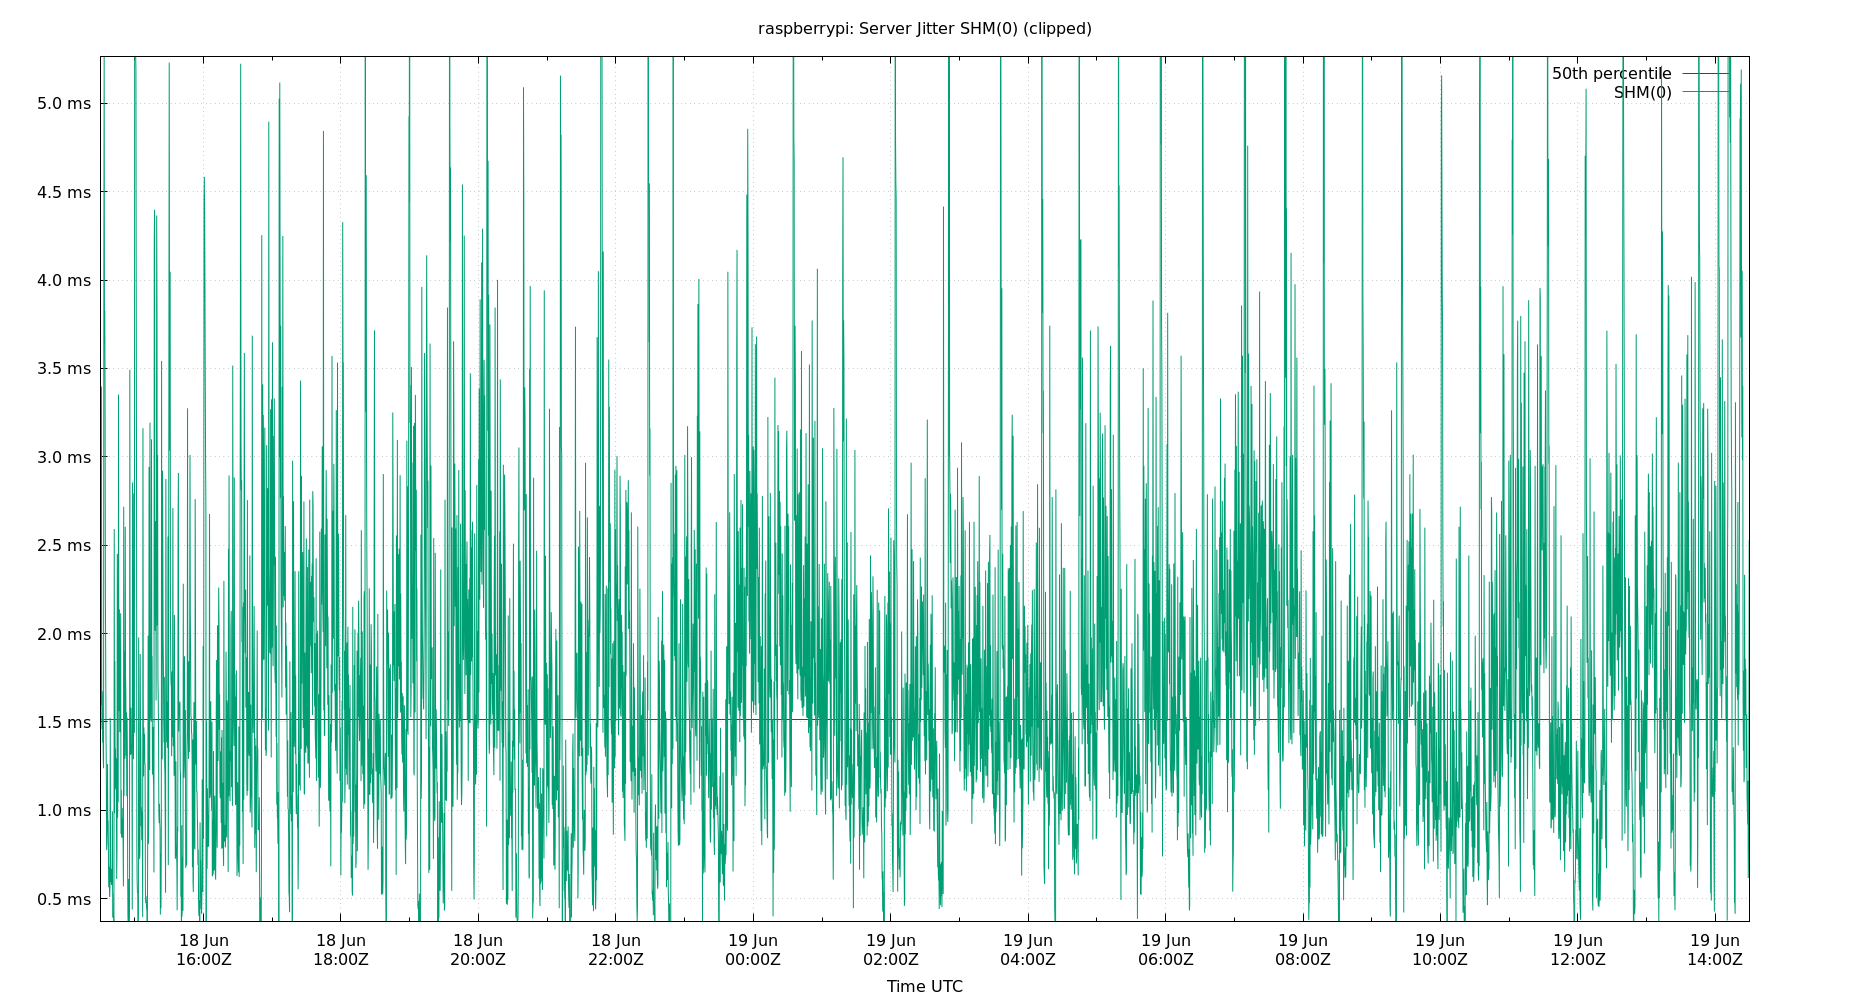 raspberrypi: Server Jitter SHM(0) (clipped)
50th percentile
SHM(0)
5.0 ms
4.5 ms
4.0 ms
3.5 ms
3.0 ms
2.5 ms
2.0 ms
1.5 ms
1.0 ms
0.5 ms
18 Jun 18 Jun 18 Jun 18 Jun 19 Jun 19 Jun 19 Jun 19 Jun 19 Jun 19 Jun 19 Jun 19 Jun
16:00Z 18:00Z 20:00Z 22:00Z 00:00Z 02:00Z 04:00Z 06:00Z 08:00Z 10:00Z 12:00Z 14:00Z
Time UTC